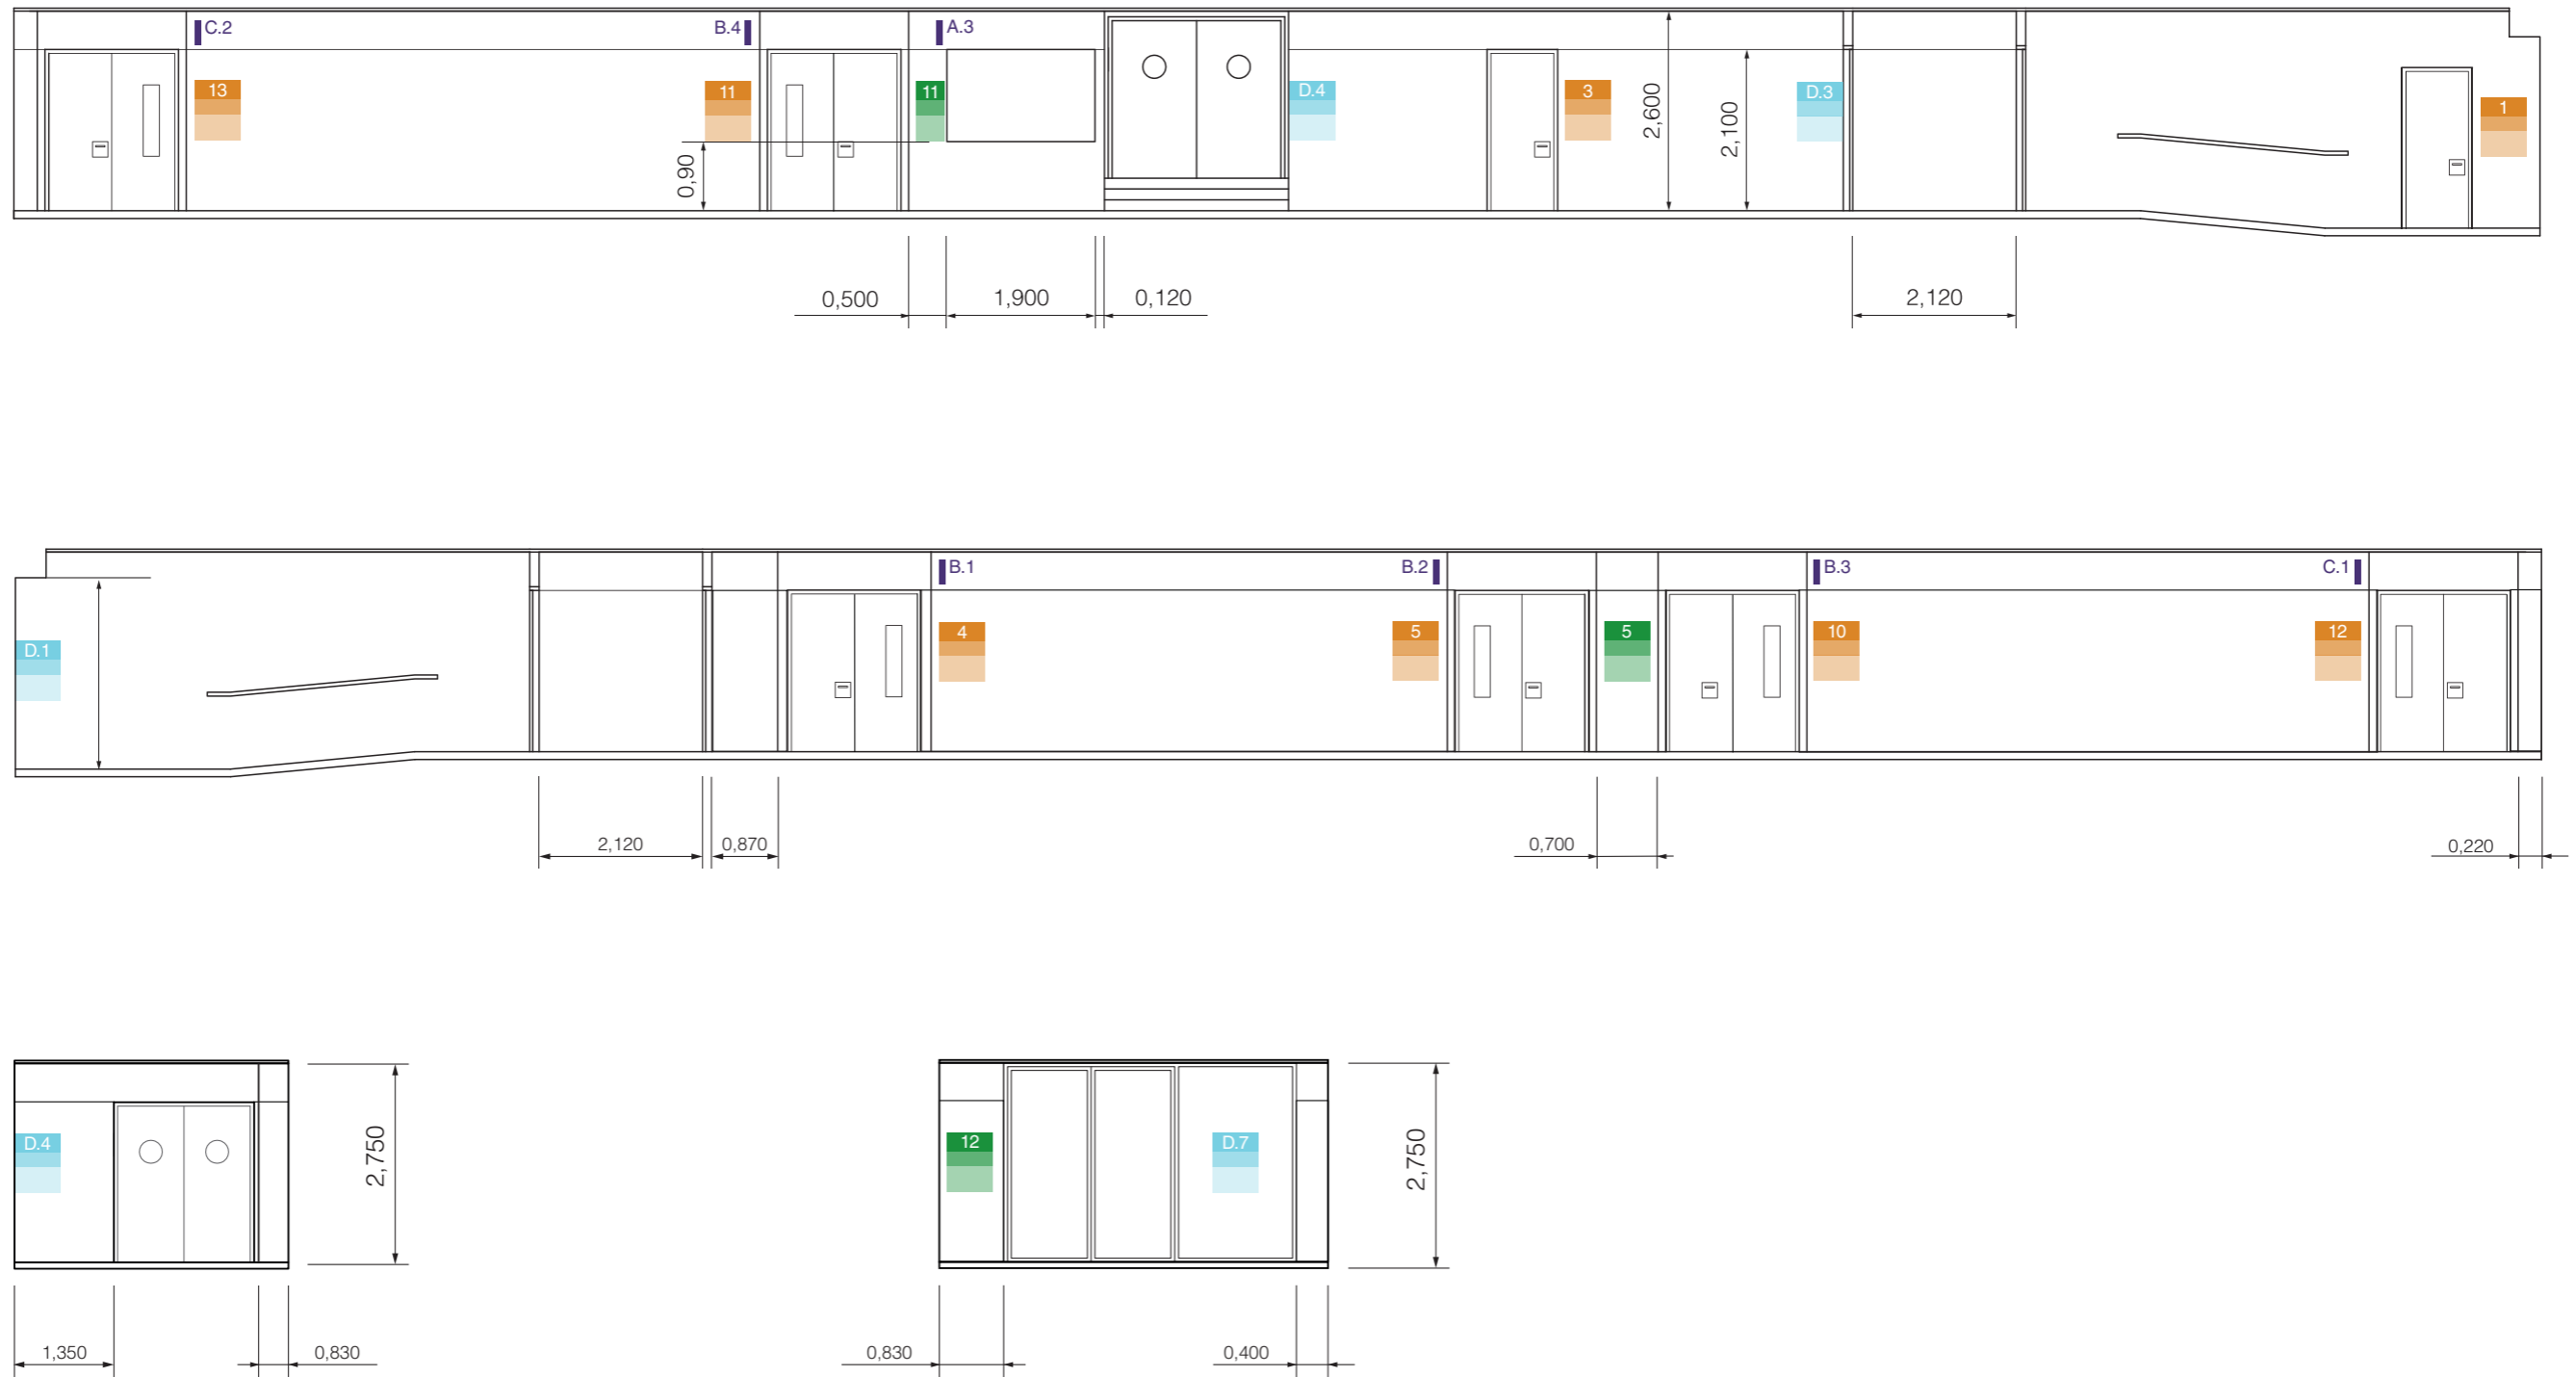 C.2 B.4 A.3
13 11 11 D.4 3 D.3 1
2,600
2,100
0,90
0,500 1,900 0,120 2,120
B.1 B.2 B.3 C.1
D.1 4 5 5 10 12
2,120 0,870 0,700 0,220
D.4 12 D.7
2,750 2,750
1,350 0,830 0,830 0,400